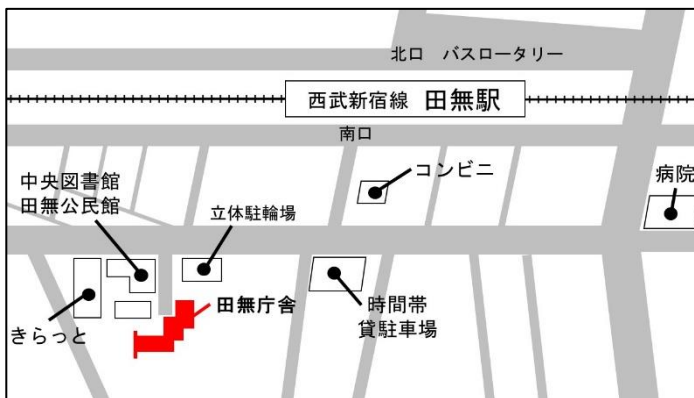 北口 バスロータリー
西武新宿線 田無駅
南口
コンビニ
病院
中央図書館
田無公民館
立体駐輪場
田無庁舎
時間帯
貸駐車場
きらっと